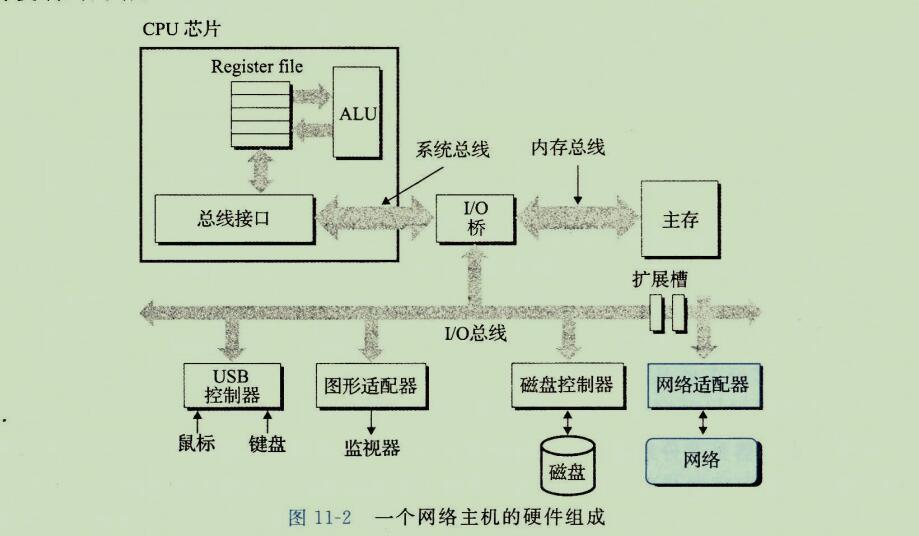 CPU 芯片
Register file
ALU
系统总线
内存总线
总线接口
I/O
桥
主存
扩展槽
I/O总线
USB
控制器
图形适配器
磁盘控制器
网络适配器
鼠标
键盘
监视器
磁盘
网络
图 11-2 一个网络主机的硬件组成